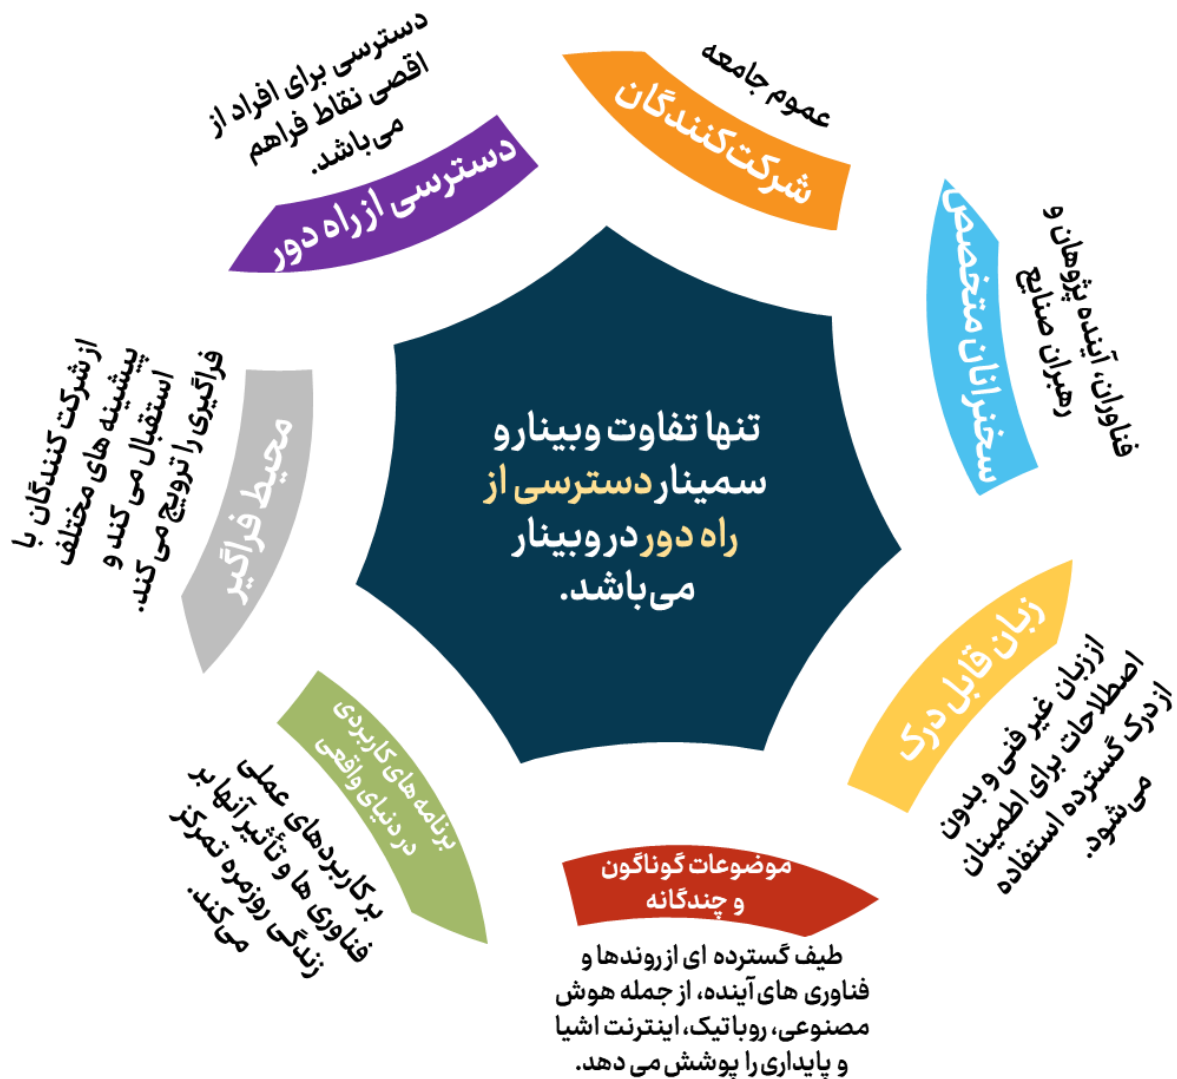 شرکت‌کنندگان
عموم جامعه
سخنرانان متخصص
فناوران، آینده پژوهان و
رهبران صنایع
زبان قابل درک
از زبان غیر فنی و بدون
اصطلاحات برای اطمینان
از درک گسترده استفاده
می‌شود.
موضوعات گوناگون
و چندگانه
طیف گسترده ای از روندها و
فناوری های آینده، از جمله هوش
مصنوعی، روباتیک، اینترنت اشیا
و پایداری را پوشش می دهد.
برنامه های کاربردی
در دنیای واقعی
بر کاربردهای عملی
فناوری ها و تأثیر آنها بر
زندگی روزمره تمرکز
می‌کند.
محیط فراگیر
از شرکت کنندگان با
پیشینه های مختلف
استقبال می کند و
فراگیری را ترویج می کند.
دسترسی از راه دور
دسترسی برای افراد از
اقصی نقاط فراهم
می‌باشد.
تنها تفاوت وبینار و
سمینار دسترسی از
راه دور در وبینار
می‌باشد.